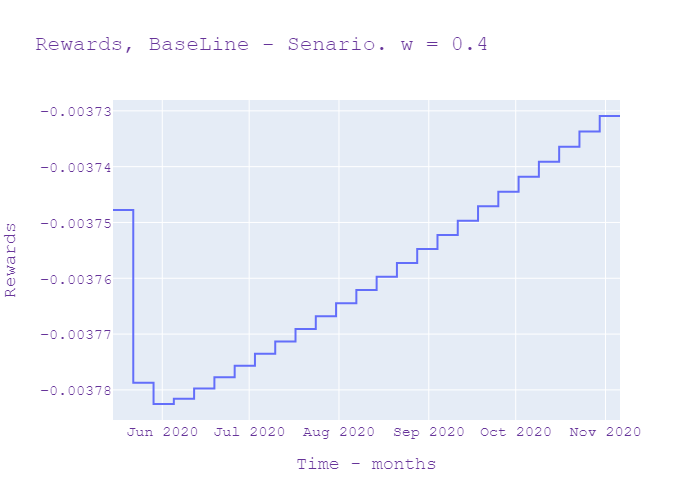 Rewards, BaseLine - Senario. w = 0.4
-0.00373
-0.00374
-0.00375
-0.00376
-0.00377
-0.00378
Rewards
Jun 2020 Jul 2020 Aug 2020 Sep 2020 Oct 2020 Nov 2020
Time - months